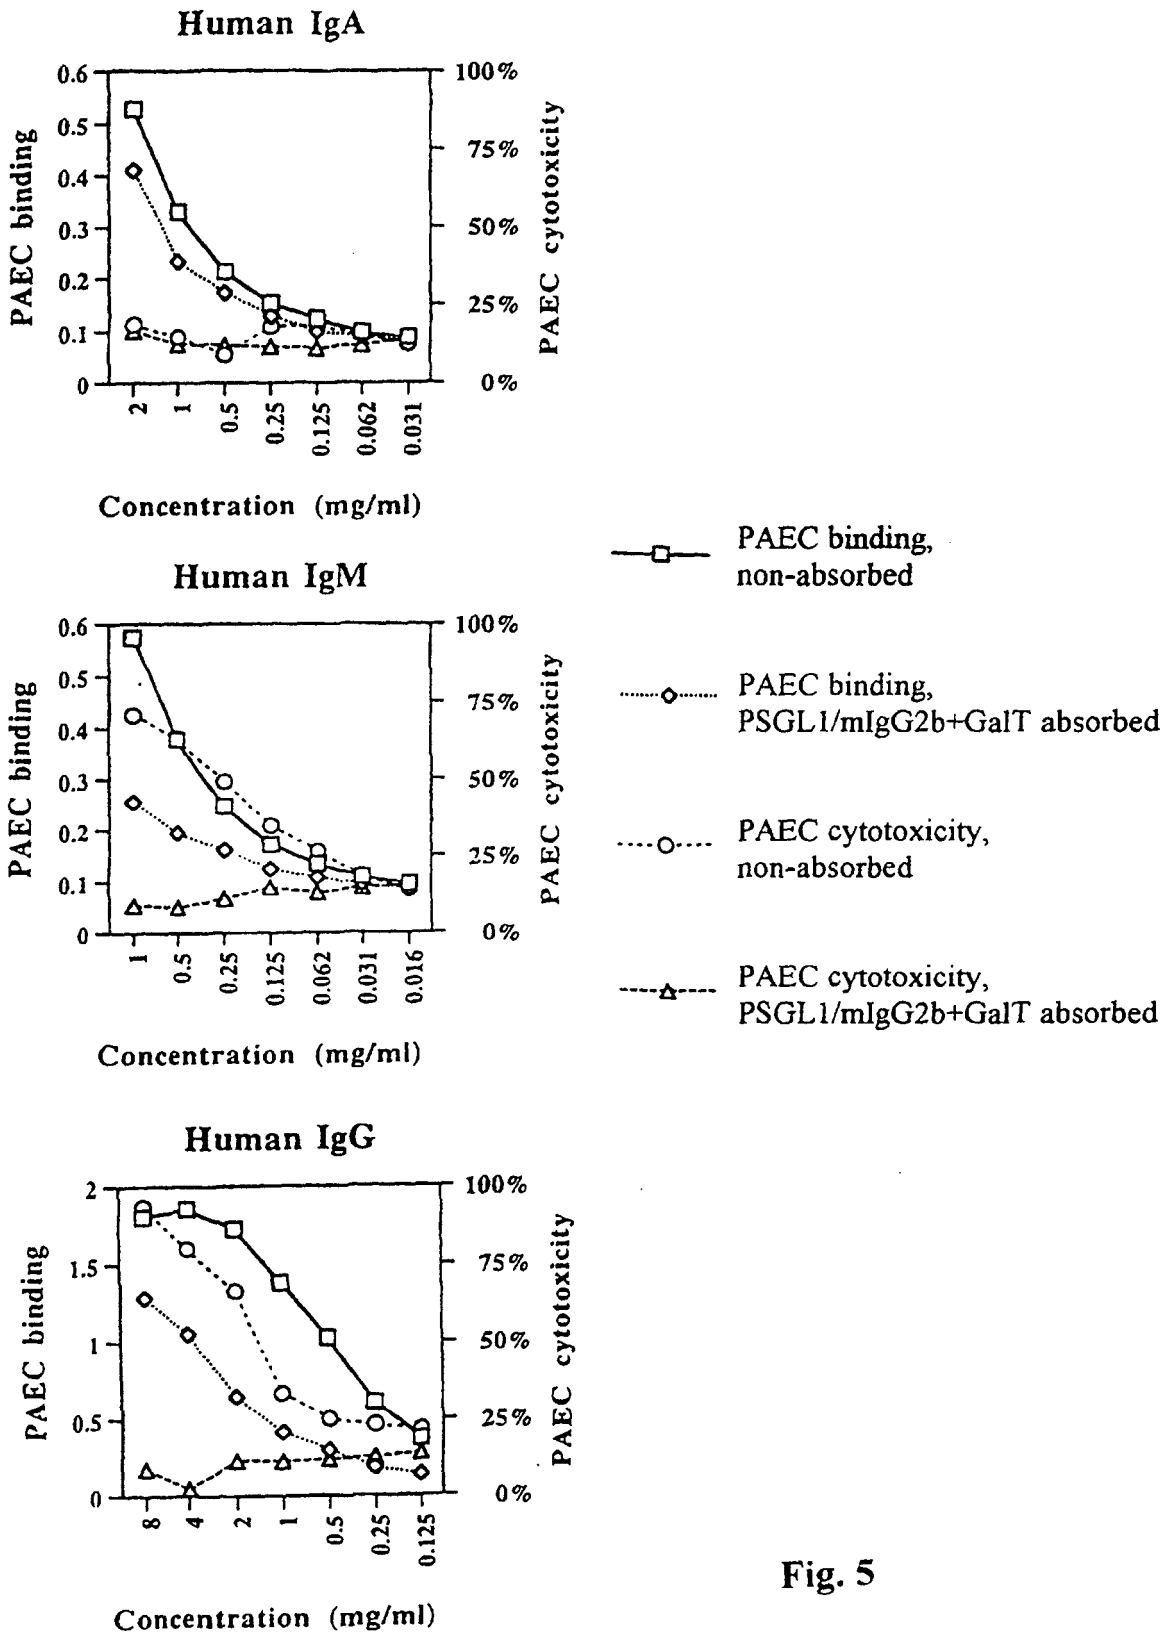 Human IgA
0.6
0.5
0.4
0.3
0.2
0.1
0
PAEC binding
100%
75%
50%
25%
0%
PAEC cytotoxicity
2
1
0.5
0.25
0.125
0.062
0.031
Concentration (mg/ml)
Human IgM
0.6
0.5
0.4
0.3
0.2
0.1
0
PAEC binding
100%
75%
50%
25%
0%
PAEC cytotoxicity
1
0.5
0.25
0.125
0.062
0.031
0.016
Concentration (mg/ml)
PAEC binding,
non-absorbed
PAEC binding,
PSGL1/mIgG2b+GalT absorbed
PAEC cytotoxicity,
non-absorbed
PAEC cytotoxicity,
PSGL1/mIgG2b+GalT absorbed
Human IgG
2
1.5
1
0.5
0
PAEC binding
100%
75%
50%
25%
0%
PAEC cytotoxicity
8
4
2
1
0.5
0.25
0.125
Concentration (mg/ml)
Fig. 5